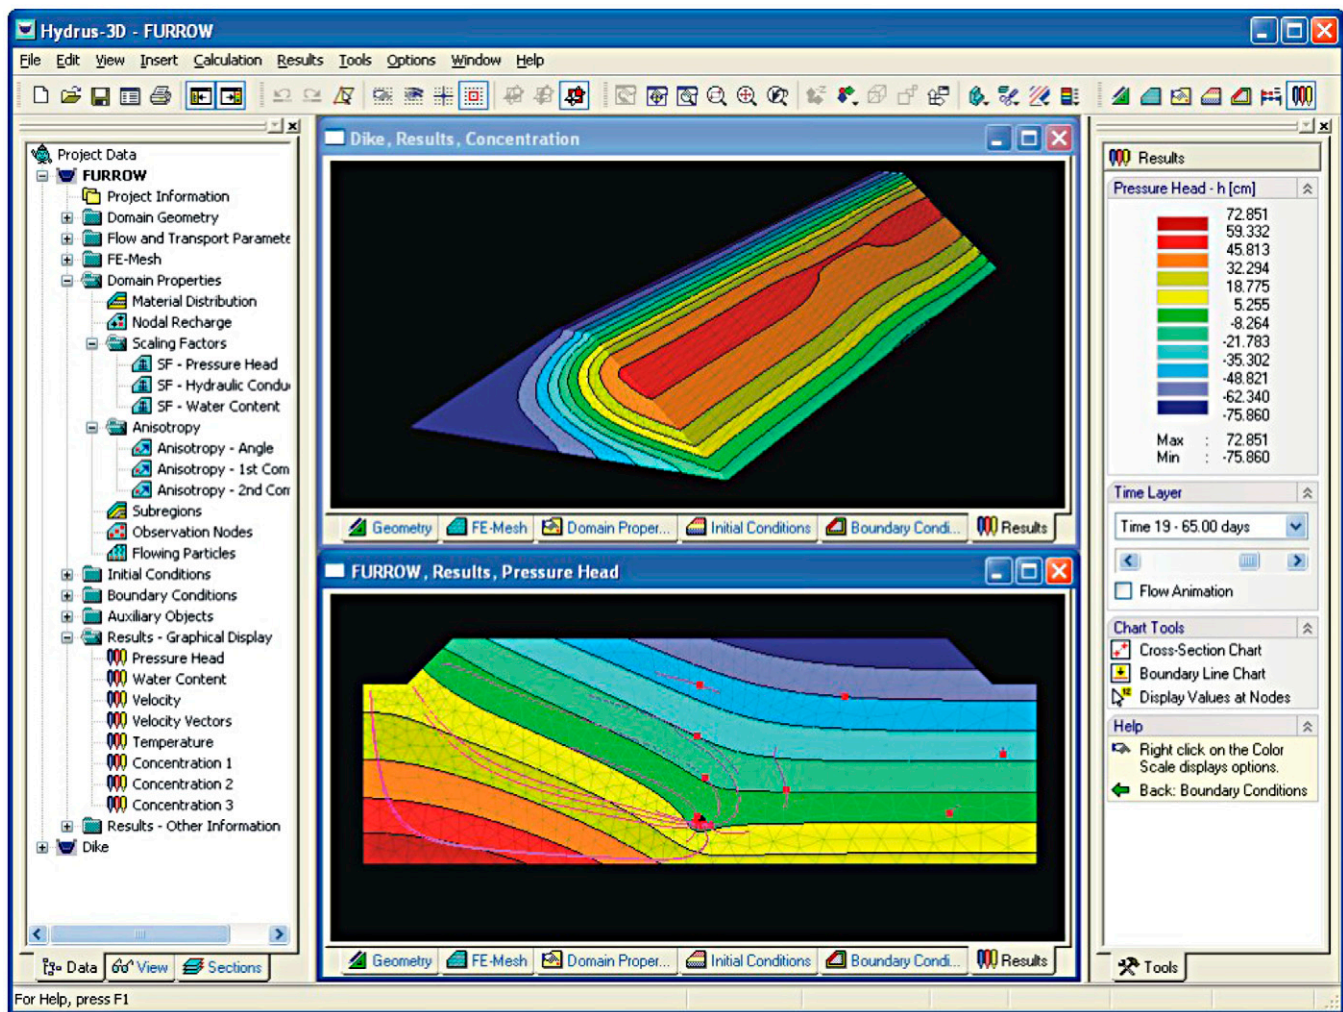 Hydrus-3D - FURROW
File Edit View Insert Calculation Results Tools Options Window Help
Project Data
FURROW
Project Information
Domain Geometry
Flow and Transport Paramete
FE-Mesh
Domain Properties
Material Distribution
Nodal Recharge
Scaling Factors
SF - Pressure Head
SF - Hydraulic Condu
SF - Water Content
Anisotropy
Anisotropy - Angle
Anisotropy - 1st Com
Anisotropy - 2nd Com
Subregions
Observation Nodes
Flowing Particles
Initial Conditions
Boundary Conditions
Auxiliary Objects
Results - Graphical Display
Pressure Head
Water Content
Velocity
Velocity Vectors
Temperature
Concentration 1
Concentration 2
Concentration 3
Results - Other Information
Dike
Data View Sections
For Help, press F1
Dike, Results, Concentration
Geometry FE-Mesh Domain Proper... Initial Conditions Boundary Condi... Results
FURROW, Results, Pressure Head
Geometry FE-Mesh Domain Proper... Initial Conditions Boundary Condi... Results
Results
Pressure Head - h [cm]
72.851
59.332
45.813
32.294
18.775
5.255
-8.264
-21.783
-35.302
-48.821
-62.340
-75.860
Max : 72.851
Min : -75.860
Time Layer
Time 19 - 65.00 days
Flow Animation
Chart Tools
Cross-Section Chart
Boundary Line Chart
Display Values at Nodes
Help
Right click on the Color
Scale displays options.
Back: Boundary Conditions
Tools